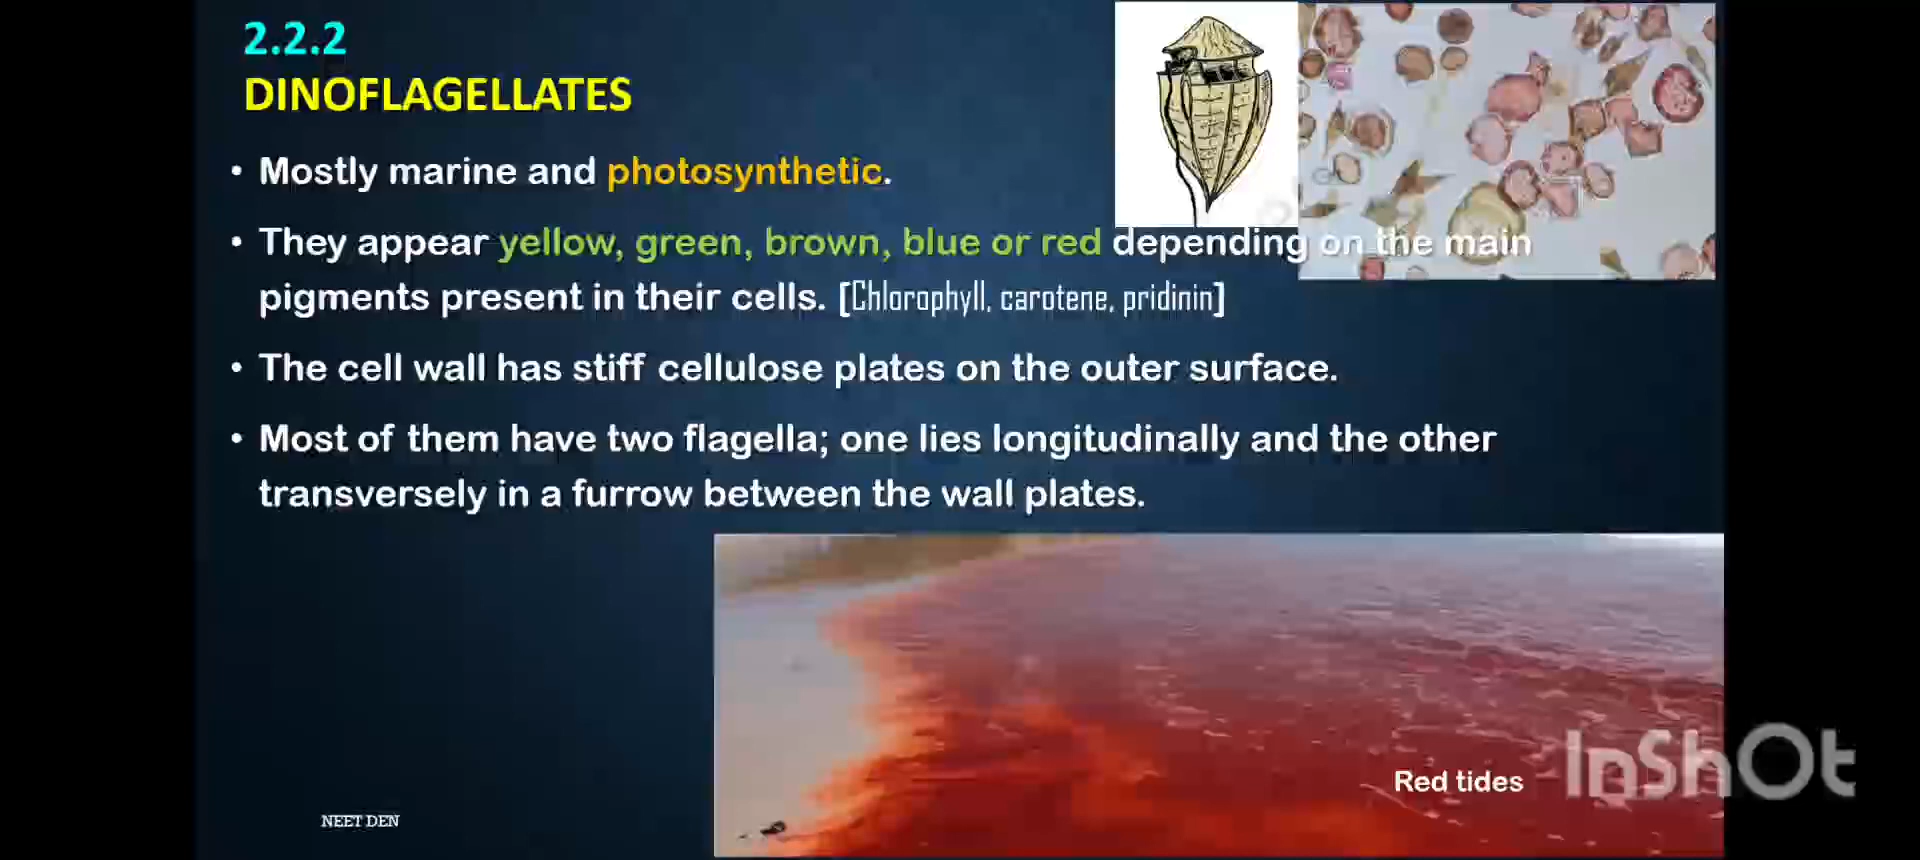 2.2.2
DINOFLAGELLATES
• Mostly marine and photosynthetic.
• They appear yellow, green, brown, blue or red depending on the main
pigments present in their cells. [Chlorophyll, carotene, pridinin]
• The cell wall has stiff cellulose plates on the outer surface.
• Most of them have two flagella; one lies longitudinally and the other
transversely in a furrow between the wall plates.
Red tides
InShOt
NEET DEN